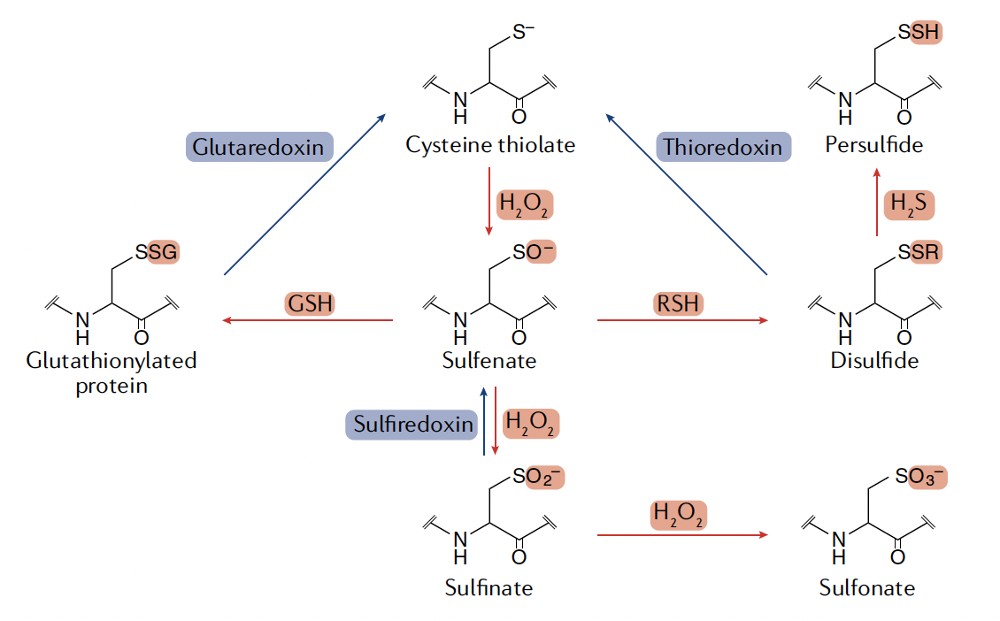 S⁻
SSH
N
H
O
N
H
O
Glutaredoxin
Cysteine thiolate
Thioredoxin
Persulfide
H₂O₂
H₂S
SSG
SO⁻
SSR
GSH
RSH
N
H
O
N
H
O
N
H
O
Glutathionylated
protein
Sulfenate
Disulfide
Sulfiredoxin
H₂O₂
SO₂⁻
SO₃⁻
H₂O₂
N
H
O
N
H
O
Sulfinate
Sulfonate